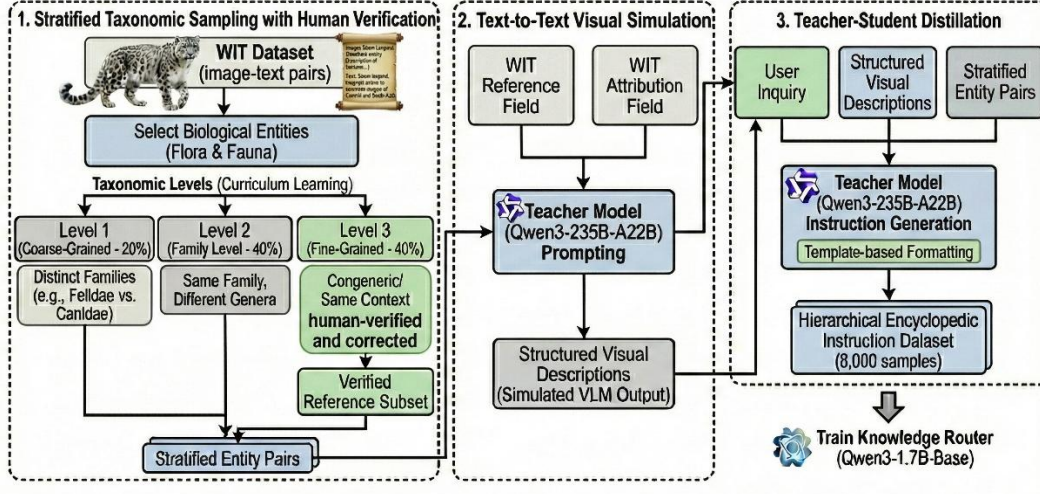 1. Stratified Taxonomic Sampling with Human Verification
WIT Dataset
(image-text pairs)
Select Biological Entities
(Flora & Fauna)
Taxonomic Levels (Curriculum Learning)
Level 1
(Coarse-Grained - 20%)
Level 2
(Family Level - 40%)
Level 3
(Fine-Grained - 40%)
Distinct Families
(e.g., Felldae vs.
Canldae)
Same Family,
Different Genera
Congeneric/
Same Context
human-verified
and corrected
Verified
Reference Subset
Stratified Entity Pairs
2. Text-to-Text Visual Simulation
WIT
Reference
Field
WIT
Attribution
Field
Teacher Model
(Qwen3-235B-A22B)
Prompting
Structured Visual
Descriptions
(Simulated VLM Output)
3. Teacher-Student Distillation
User
Inquiry
Structured
Visual
Descriptions
Stratified
Entity Pairs
Teacher Model
(Qwen3-235B-A22B)
Instruction Generation
Template-based Formatting
Hierarchical Encyclopedic
Instruction Dalaset
(8,000 samples)
Train Knowledge Router
(Qwen3-1.7B-Base)